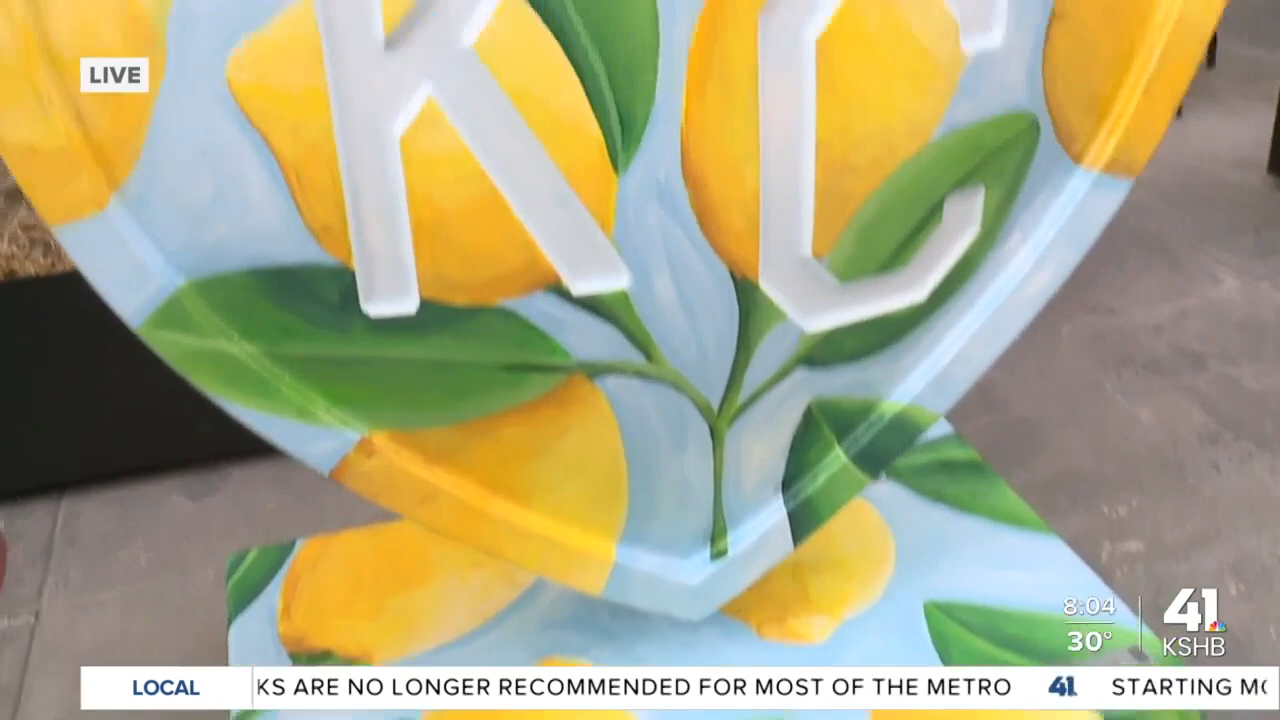 KC
LIVE
8:04
30°
41
KSHB
LOCAL
ARE NO LONGER RECOMMENDED FOR MOST OF THE METRO 41 STARTING